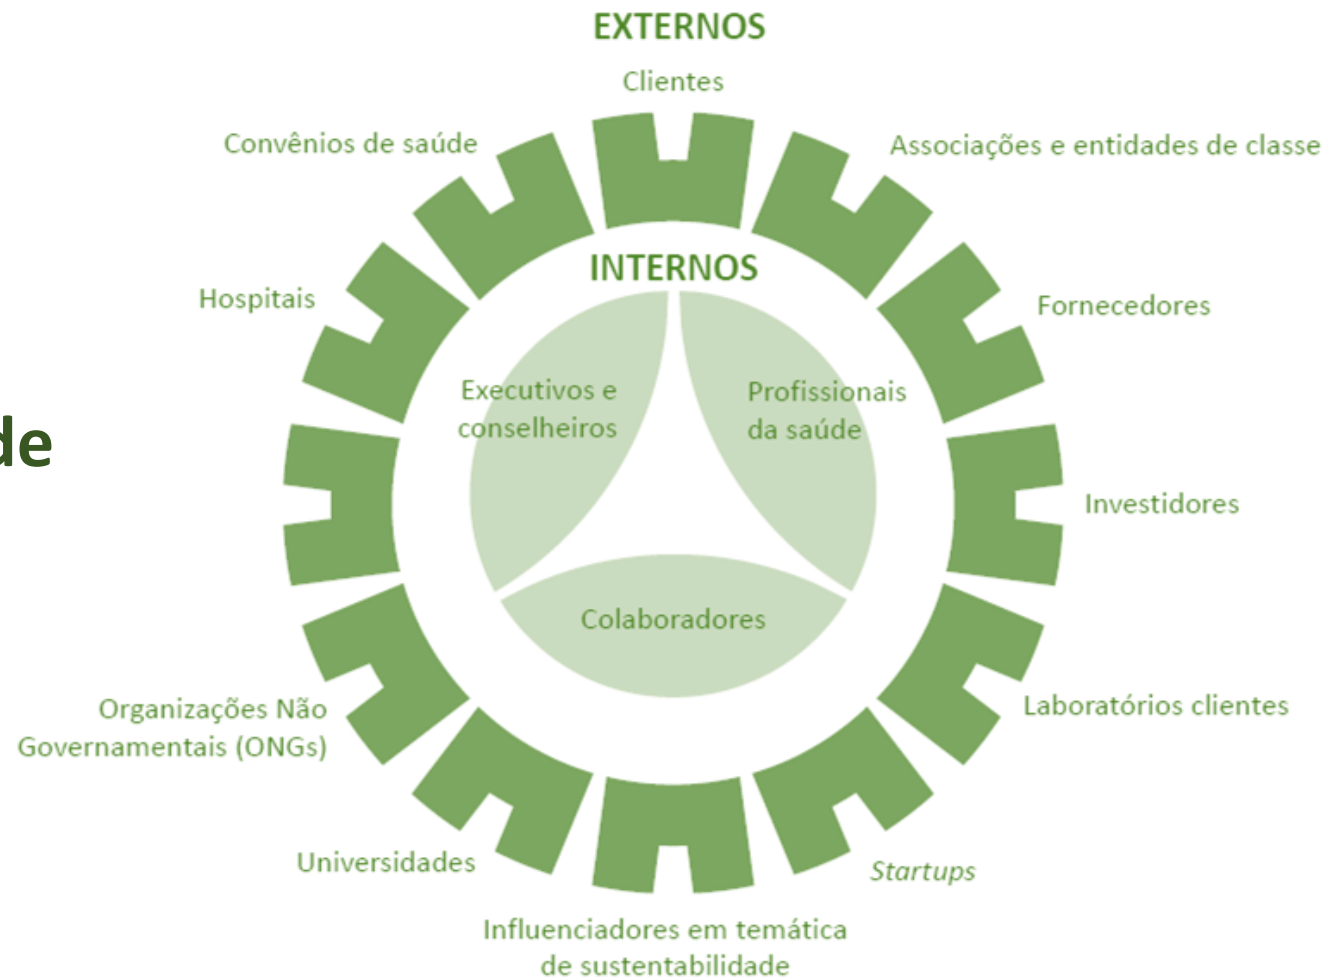 EXTERNOS
Clientes
Convênios de saúde
Associações e entidades de classe
INTERNOS
Hospitais
Fornecedores
Executivos e
conselheiros
Profissionais
da saúde
de
Investidores
Colaboradores
Organizações Não
Governamentais (ONGs)
Laboratórios clientes
Universidades
Startups
Influenciadores em temática
de sustentabilidade